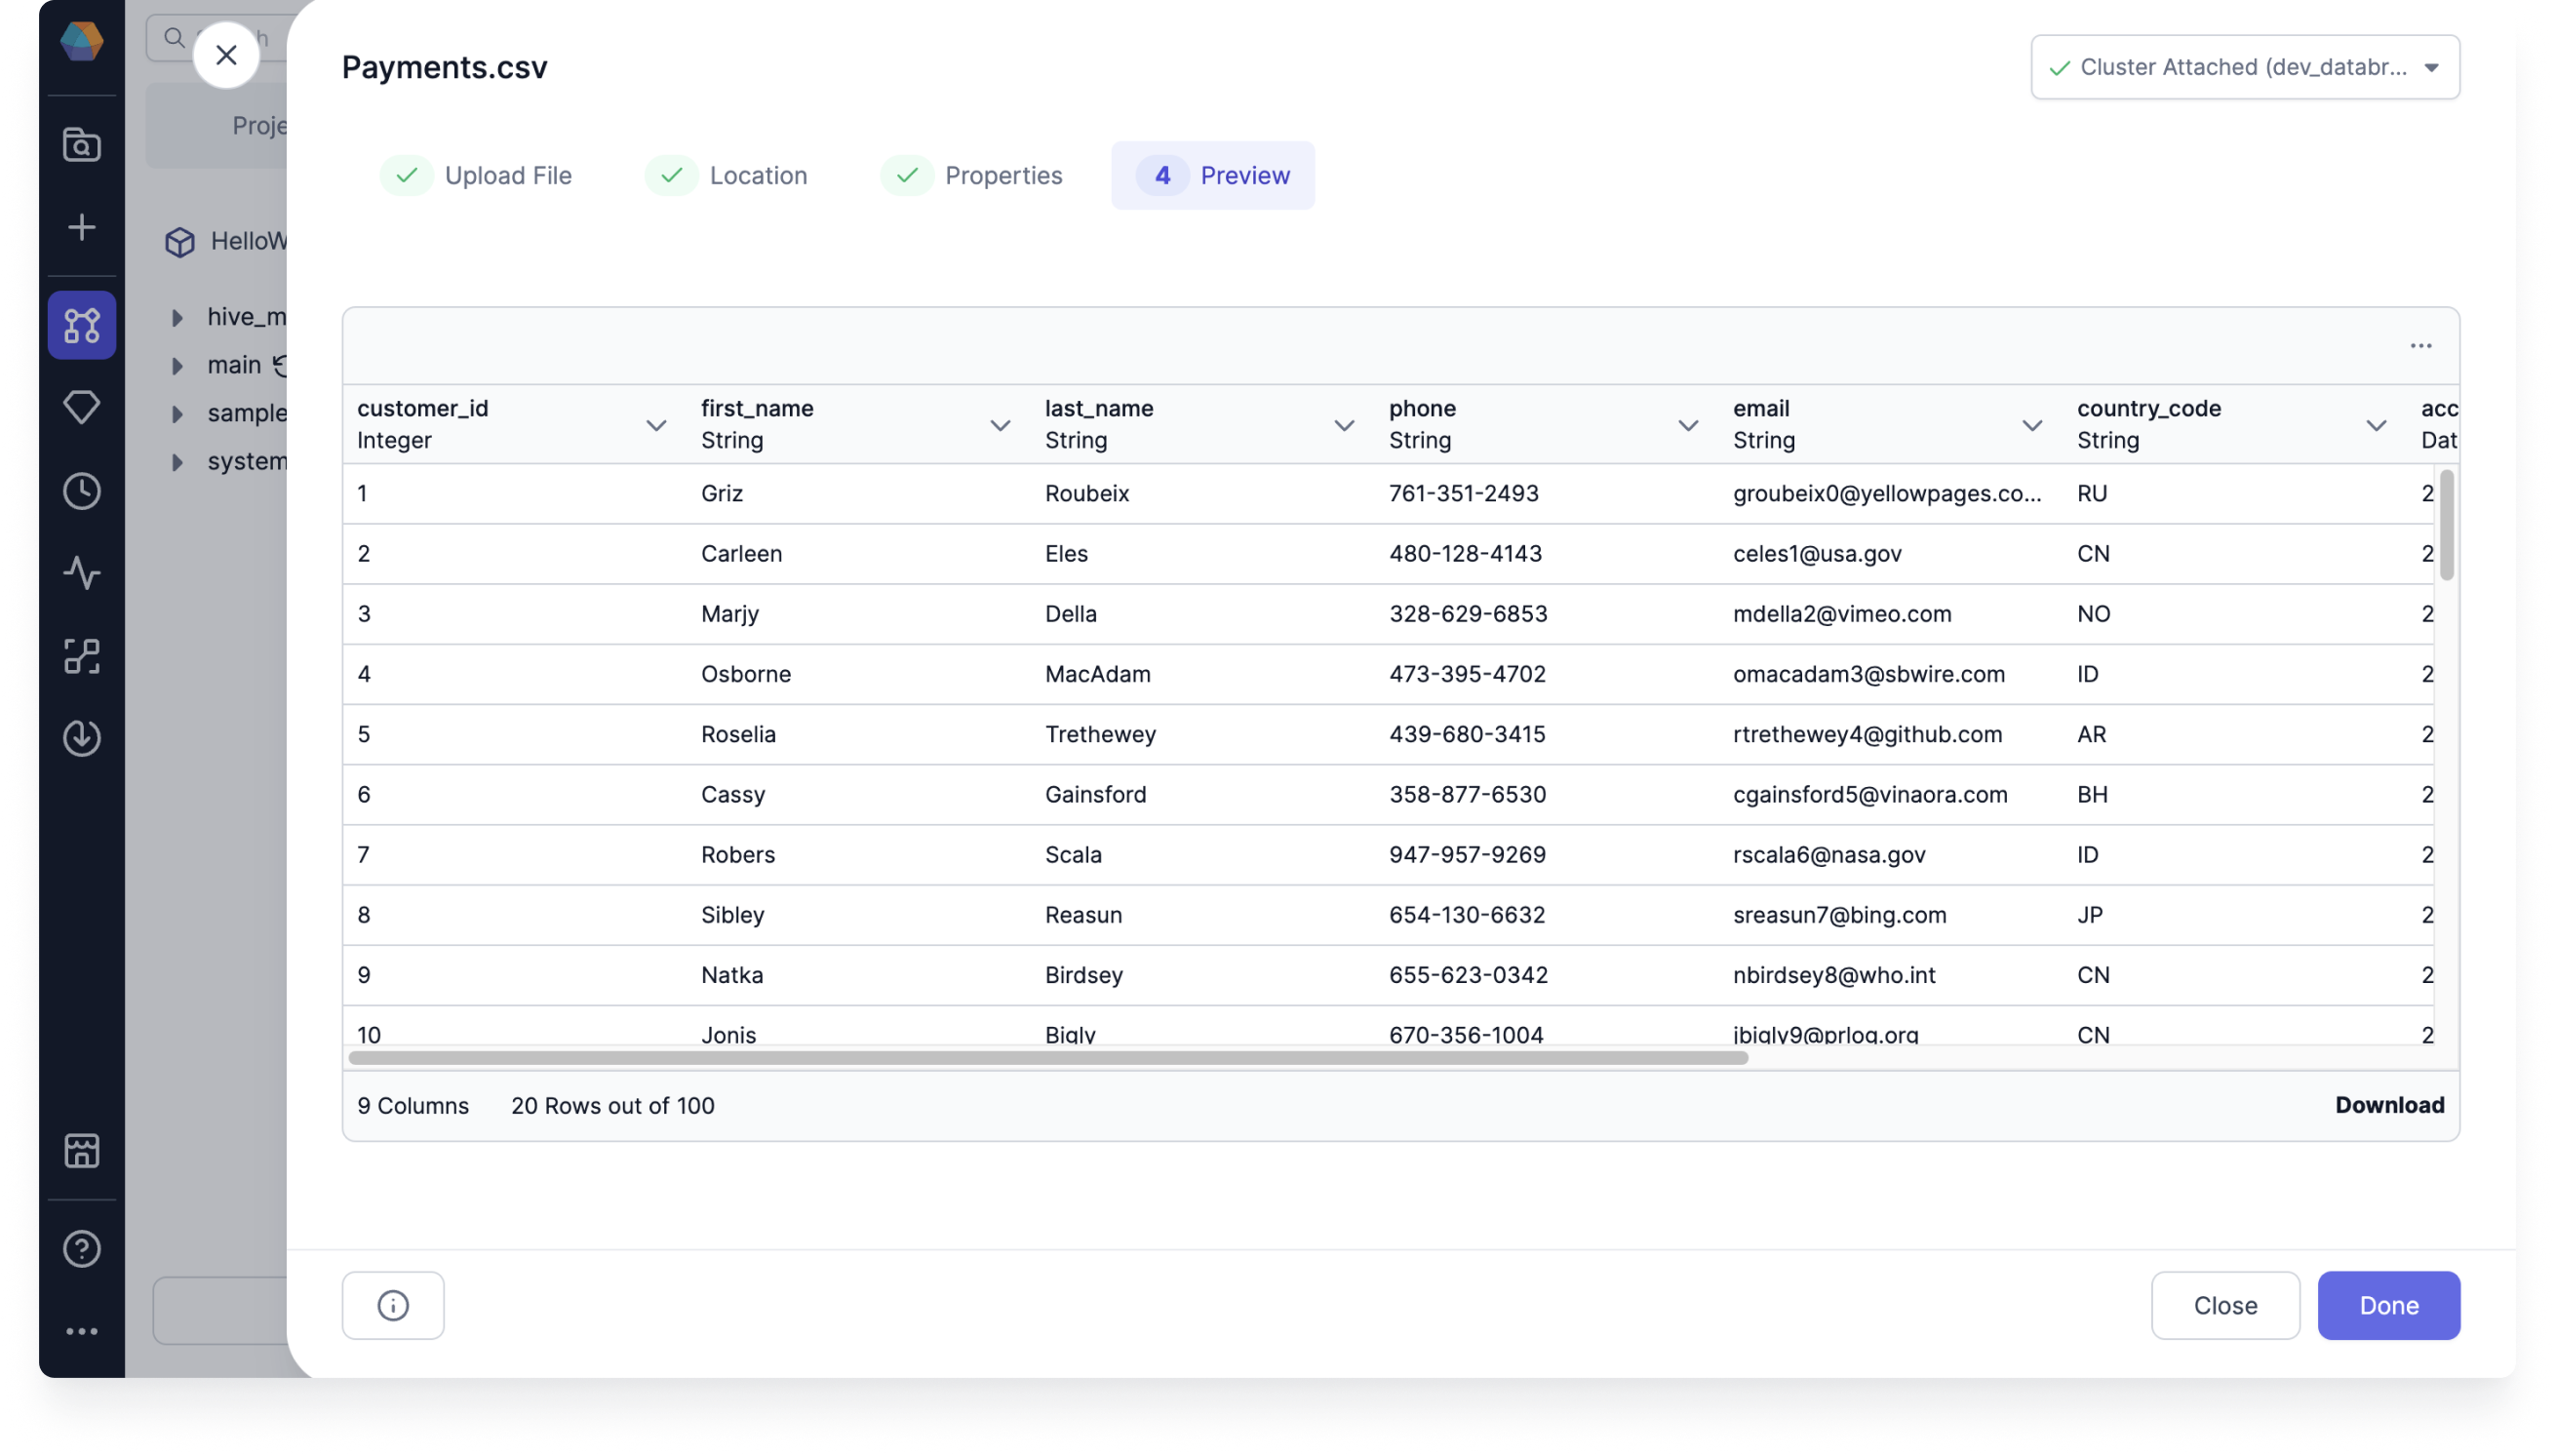 Payments.csv
Cluster Attached (dev_databr...
Proje
Upload File
Location
Properties
4 Preview
HelloW
hive_m
main
sample
system
customer_id first_name last_name phone email country_code acc
Integer String String String String String Dat
1 Griz Roubeix 761-351-2493 groubeix0@yellowpages.co... RU 2
2 Carleen Eles 480-128-4143 celes1@usa.gov CN 2
3 Marjy Della 328-629-6853 mdella2@vimeo.com NO 2
4 Osborne MacAdam 473-395-4702 omacadam3@sbwire.com ID 2
5 Roselia Trethewey 439-680-3415 rtrethewey4@github.com AR 2
6 Cassy Gainsford 358-877-6530 cgainsford5@vinaora.com BH 2
7 Robers Scala 947-957-9269 rscala6@nasa.gov ID 2
8 Sibley Reasun 654-130-6632 sreasun7@bing.com JP 2
9 Natka Birdsey 655-623-0342 nbirdsey8@who.int CN 2
10 Jonis Bigly 670-356-1004 jbigly9@prlog.org CN 2
9 Columns 20 Rows out of 100 Download
Close Done